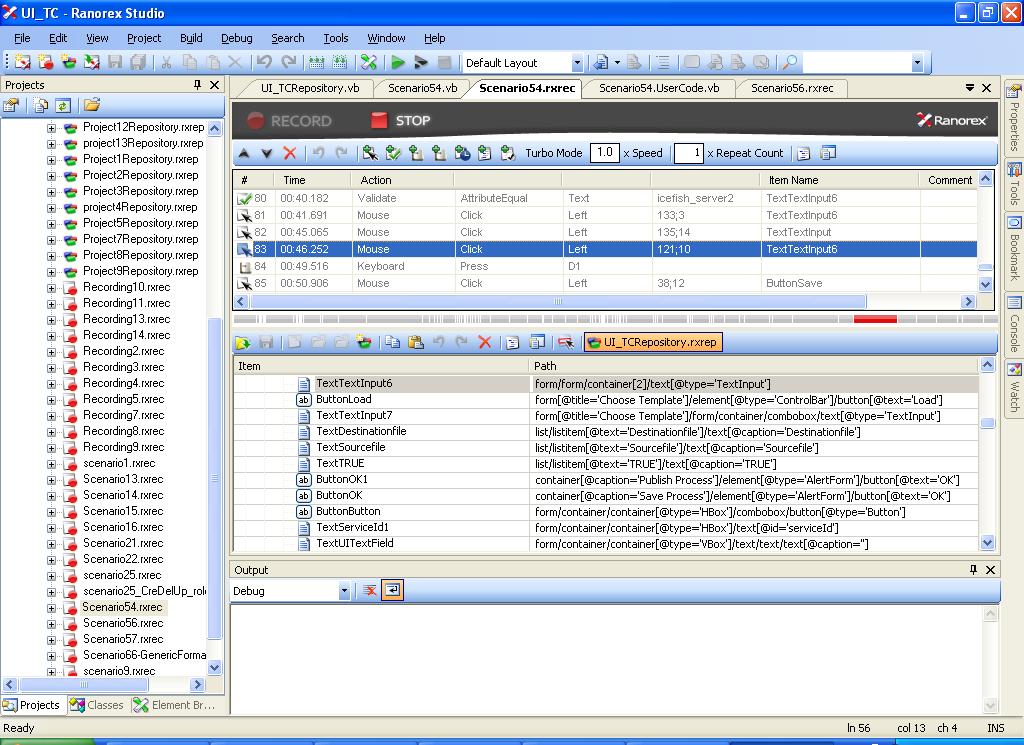 UI_TC - Ranorex Studio
File Edit View Project Build Debug Search Tools Window Help
Default Layout
Projects
Project12Repository.rxrep
project13Repository.rxrep
Project1Repository.rxrep
Project2Repository.rxrep
Project3Repository.rxrep
project4Repository.rxrep
Project5Repository.rxrep
Project7Repository.rxrep
Project8Repository.rxrep
Project9Repository.rxrep
Recording10.rxrec
Recording11.rxrec
Recording13.rxrec
Recording14.rxrec
Recording2.rxrec
Recording3.rxrec
Recording4.rxrec
Recording5.rxrec
Recording7.rxrec
Recording8.rxrec
Recording9.rxrec
scenario1.rxrec
Scenario13.rxrec
Scenario14.rxrec
Scenario15.rxrec
Scenario16.rxrec
Scenario21.rxrec
Scenario22.rxrec
scenario25.rxrec
scenario25_CreDelUp_rol
Scenario54.rxrec
Scenario56.rxrec
Scenario57.rxrec
Scenario66-GenericForma
scenario9.rxrec
Projects Classes Element Br...
UI_TCRepository.vb Scenario54.vb Scenario54.rxrec Scenario54.UserCode.vb Scenario56.rxrec
RECORD STOP Ranorex
Turbo Mode 1.0 x Speed 1 x Repeat Count
# Time Action Item Name Comment
80 00:40.182 Validate AttributeEqual Text icefish_server2 TextTextInput6
81 00:41.691 Mouse Click Left 133;3 TextTextInput6
82 00:45.065 Mouse Click Left 135;14 TextTextInput
83 00:46.252 Mouse Click Left 121;10 TextTextInput6
84 00:49.516 Keyboard Press D1
85 00:50.906 Mouse Click Left 38;12 ButtonSave
UI_TCRepository.rxrep
Item Path
TextTextInput6 form/form/container[2]/text[@type='TextInput']
ButtonLoad form[@title='Choose Template']/element[@type='ControlBar']/button[@text='Load']
TextTextInput7 form[@title='Choose Template']/form/container/combobox/text[@type='TextInput']
TextDestinationfile list/listitem[@text='Destinationfile']/text[@caption='Destinationfile']
TextSourcefile list/listitem[@text='Sourcefile']/text[@caption='Sourcefile']
TextTRUE list/listitem[@text='TRUE']/text[@caption='TRUE']
ButtonOK1 container[@caption='Publish Process']/element[@type='AlertForm']/button[@text='OK']
ButtonOK container[@caption='Save Process']/element[@type='AlertForm']/button[@text='OK']
ButtonButton form/container/container[@type='HBox']/combobox/button[@type='Button']
TextServiceId1 form/container/container[@type='HBox']/text[@id='serviceId']
TextUITextField form/container/container[@type='VBox']/text/text/text[@caption='']
Output
Debug
Properties
Tools
Bookmark
Console
Watch
Ready ln 56 col 13 ch 4 INS